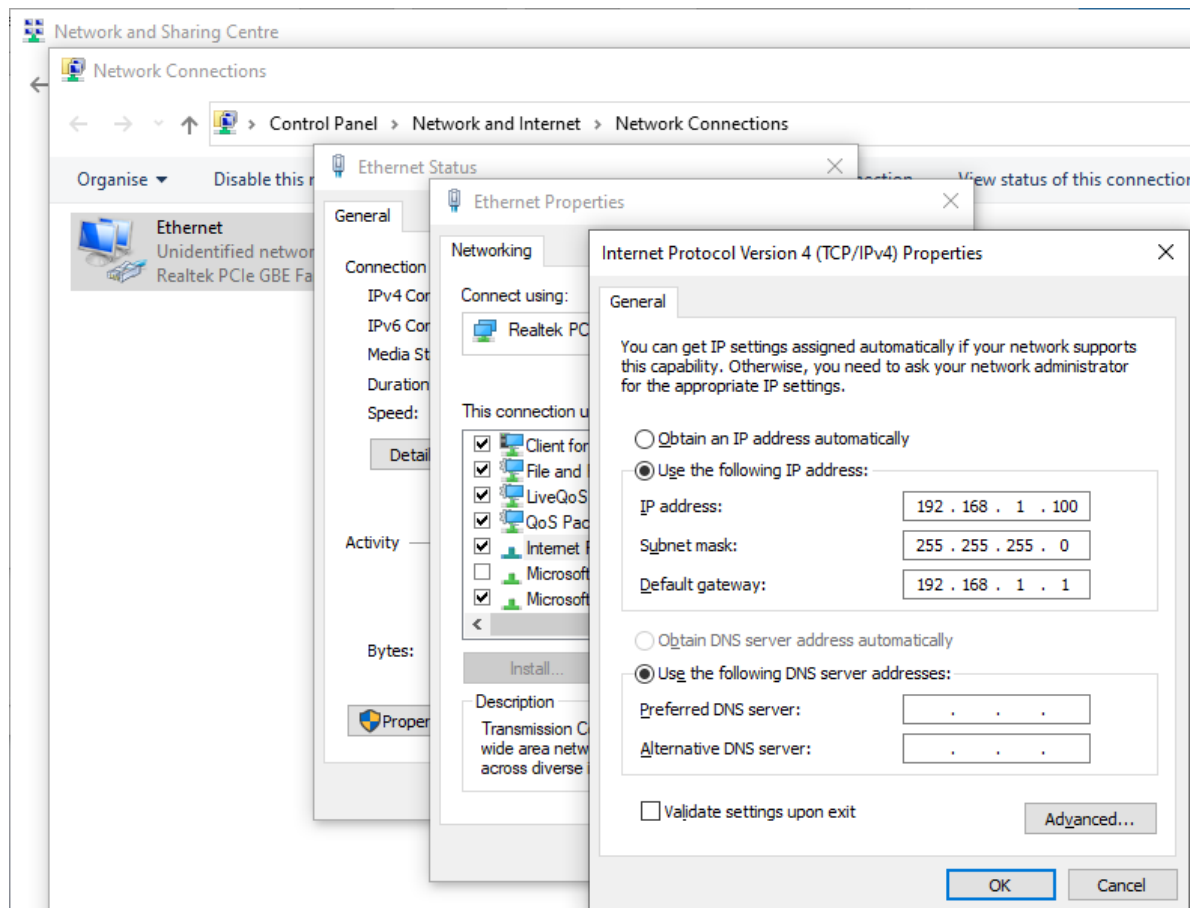 Network and Sharing Centre
Network Connections
Control Panel > Network and Internet > Network Connections
Organise
Disable this
View status of this connection
Ethernet
Unidentified networ
Realtek PCIe GBE Fa
Ethernet Status
General
Connection
IPv4 Con
IPv6 Con
Media St
Duration
Speed:
Detail
Activity
Bytes:
Proper
Ethernet Properties
Networking
Connect using:
Realtek PC
This connection u
Client for
File and
LiveQoS
QoS Pac
Internet
Microsoft
Microsoft
Install...
Description
Transmission C
wide area netw
across diverse
Internet Protocol Version 4 (TCP/IPv4) Properties
General
You can get IP settings assigned automatically if your network supports
this capability. Otherwise, you need to ask your network administrator
for the appropriate IP settings.
Obtain an IP address automatically
Use the following IP address:
IP address: 192 . 168 . 1 . 100
Subnet mask: 255 . 255 . 255 . 0
Default gateway: 192 . 168 . 1 . 1
Obtain DNS server address automatically
Use the following DNS server addresses:
Preferred DNS server: . . .
Alternative DNS server: . . .
Validate settings upon exit
Advanced...
OK
Cancel